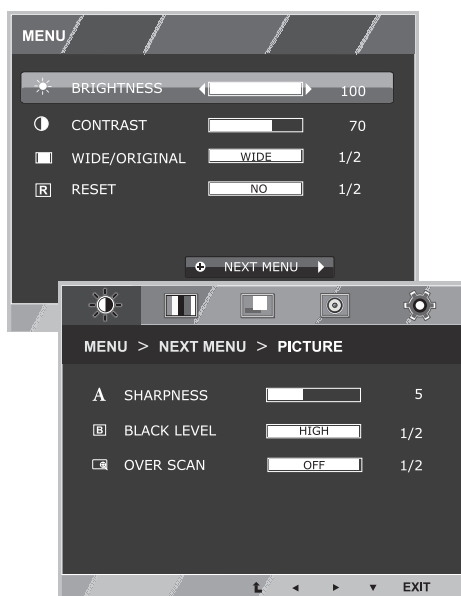 MENU
BRIGHTNESS 100
CONTRAST 70
WIDE/ORIGINAL WIDE 1/2
R RESET NO 1/2
NEXT MENU
MENU > NEXT MENU > PICTURE
A SHARPNESS 5
B BLACK LEVEL HIGH 1/2
OVER SCAN OFF 1/2
EXIT